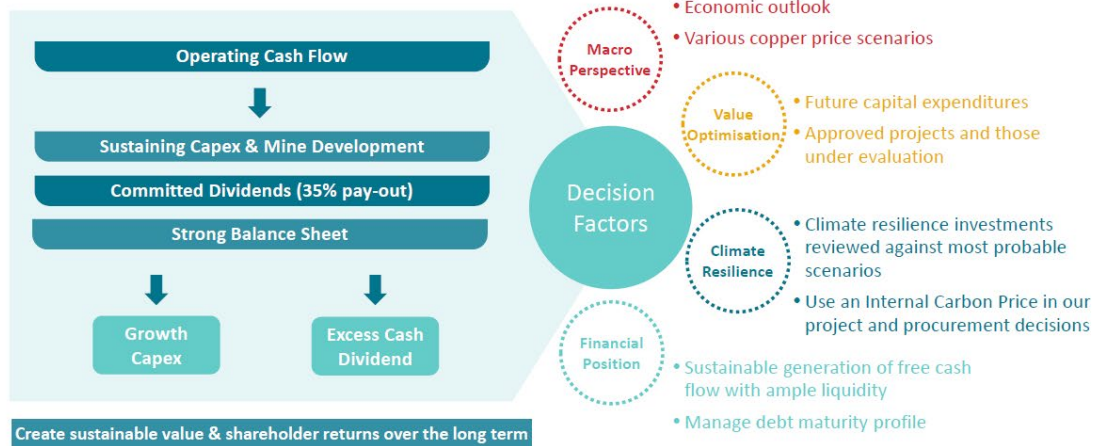 Operating Cash Flow
Sustaining Capex & Mine Development
Committed Dividends (35% pay-out)
Strong Balance Sheet
Growth
Capex
Excess Cash
Dividend
Create sustainable value & shareholder returns over the long term
Decision
Factors
Macro
Perspective
• Economic outlook
• Various copper price scenarios
Value
Optimisation
• Future capital expenditures
• Approved projects and those
under evaluation
Climate
Resilience
• Climate resilience investments
reviewed against most probable
scenarios
• Use an Internal Carbon Price in our
project and procurement decisions
Financial
Position
• Sustainable generation of free cash
flow with ample liquidity
• Manage debt maturity profile